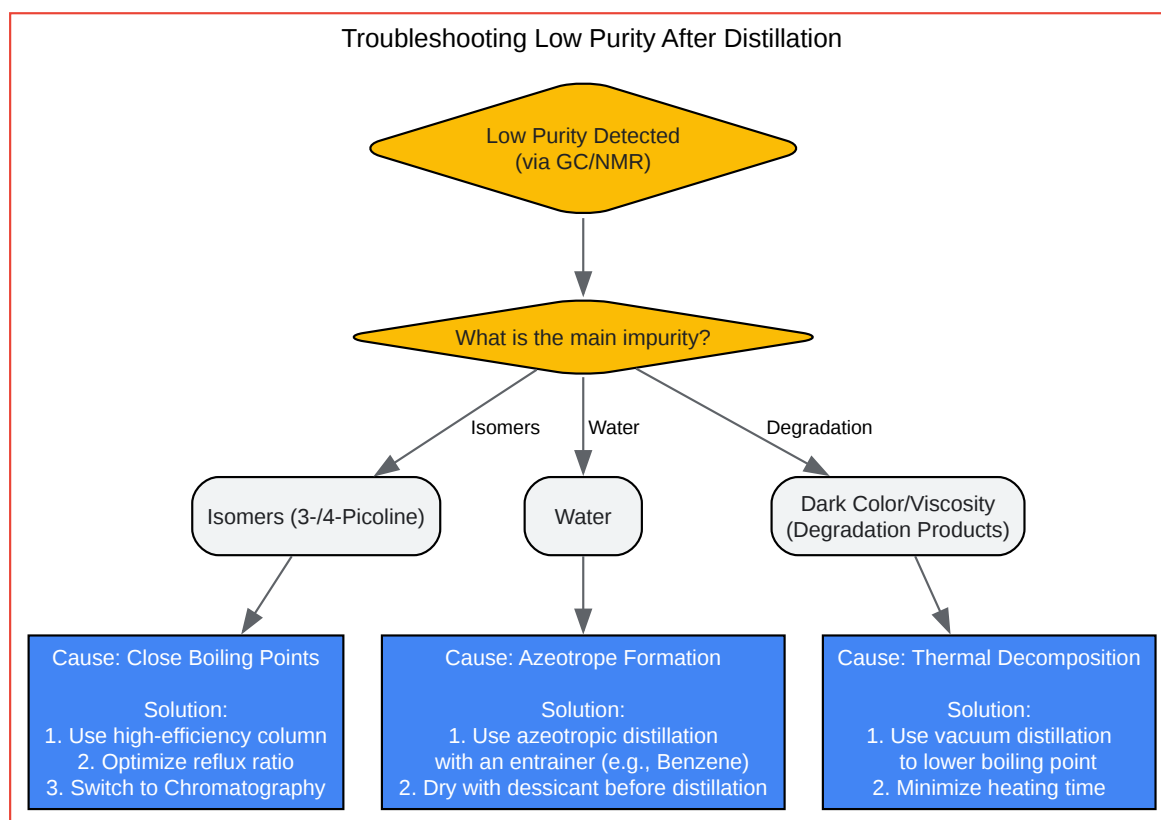 Troubleshooting Low Purity After Distillation
Low Purity Detected
(via GC/NMR)
What is the main impurity?
Isomers
Water
Degradation
Isomers (3-/4-Picoline)
Water
Dark Color/Viscosity
(Degradation Products)
Cause: Close Boiling Points
Solution:
1. Use high-efficiency column
2. Optimize reflux ratio
3. Switch to Chromatography
Cause: Azeotrope Formation
Solution:
1. Use azeotropic distillation
with an entrainer (e.g., Benzene)
2. Dry with dessicant before distillation
Cause: Thermal Decomposition
Solution:
1. Use vacuum distillation
to lower boiling point
2. Minimize heating time